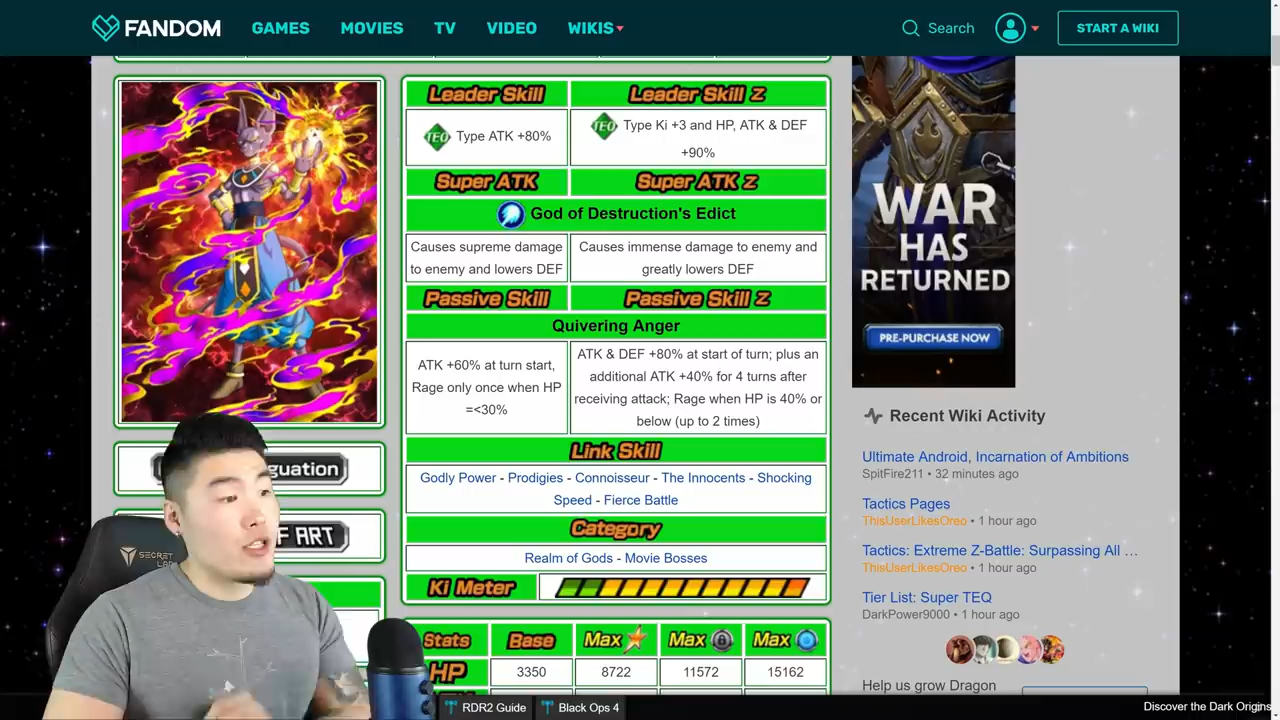 FANDOM GAMES MOVIES TV VIDEO WIKIS Search START A WIKI
Leader Skill Leader Skill Z
TEQ Type ATK +80%
TEQ Type Ki +3 and HP, ATK & DEF
+90%
Super ATK Super ATK Z
God of Destruction's Edict
Causes supreme damage
to enemy and lowers DEF
Causes immense damage to enemy and
greatly lowers DEF
Passive Skill Passive Skill Z
Quivering Anger
ATK +60% at turn start,
Rage only once when HP
=<30%
ATK & DEF +80% at start of turn; plus an
additional ATK +40% for 4 turns after
receiving attack; Rage when HP is 40% or
below (up to 2 times)
Link Skill
Godly Power - Prodigies - Connoisseur - The Innocents - Shocking
Speed - Fierce Battle
Category
Realm of Gods - Movie Bosses
Ki Meter
Stats Base Max Max Max
HP 3350 8722 11572 15162
guation
F ART
SECRET
LAB
WAR
HAS
RETURNED
PRE-PURCHASE NOW
Recent Wiki Activity
Ultimate Android, Incarnation of Ambitions
SpitFire211 • 32 minutes ago
Tactics Pages
ThisUserLikesOreo • 1 hour ago
Tactics: Extreme Z-Battle: Surpassing All …
ThisUserLikesOreo • 1 hour ago
Tier List: Super TEQ
DarkPower9000 • 1 hour ago
Help us grow Dragon
RDR2 Guide Black Ops 4 Discover the Dark Origins